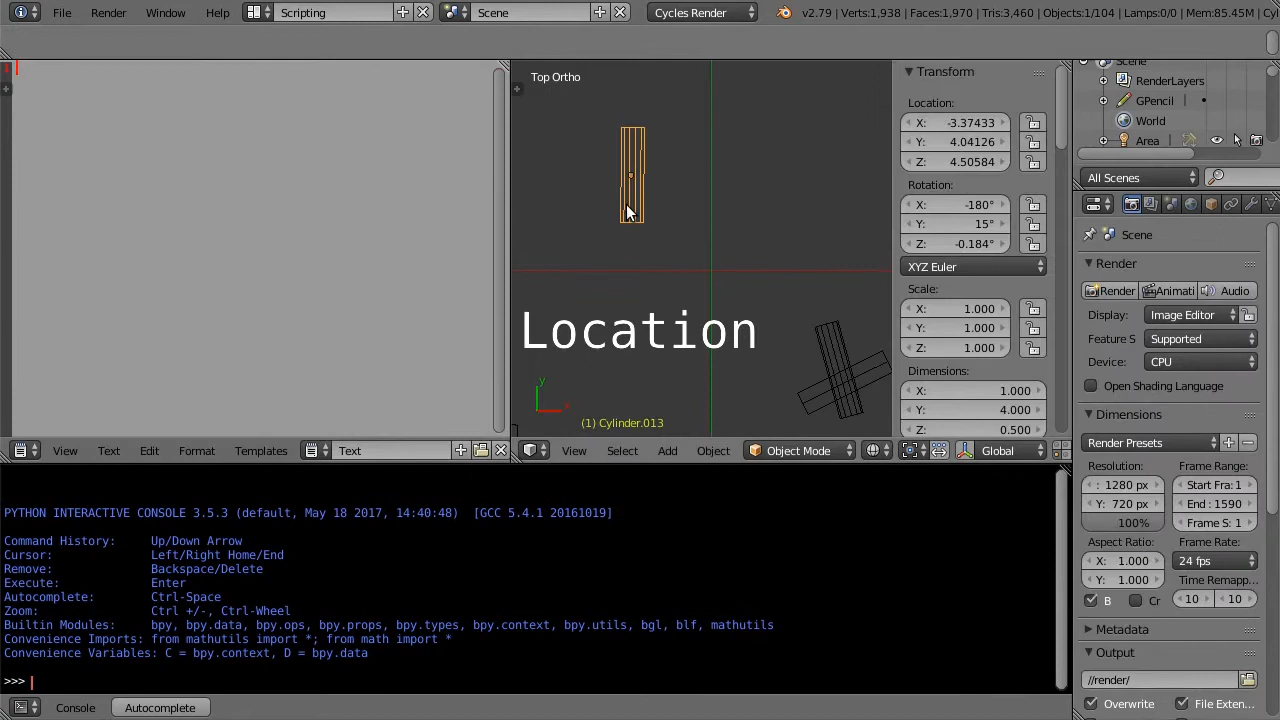 File Render Window Help Scripting Scene Cycles Render v2.79 | Verts:1,938 | Faces:1,970 | Tris:3,460 | Objects:1/104 | Lamps:0/0 | Mem:85.45M | Cyl
Top Ortho
Location
y
x
(1) Cylinder.013
Transform
Location:
X: -3.37433
Y: 4.04126
Z: 4.50584
Rotation:
X: -180°
Y: 15°
Z: -0.184°
XYZ Euler
Scale:
X: 1.000
Y: 1.000
Z: 1.000
Dimensions:
X: 1.000
Y: 4.000
Z: 0.500
Scene
RenderLayers
GPencil
World
Area
All Scenes
Scene
Render
Render Animati Audio
Display: Image Editor
Feature S Supported
Device: CPU
Open Shading Language
Dimensions
Render Presets
Resolution: Frame Range:
: 1280 px Start Fra: 1
Y: 720 px End : 1590
100% Frame S: 1
Aspect Ratio: Frame Rate:
X: 1.000 24 fps
Y: 1.000 Time Remapp...
B Cr 10 10
Metadata
Output
//render/
Overwrite File Exten...
View Text Edit Format Templates Text
View Select Add Object Object Mode Global
PYTHON INTERACTIVE CONSOLE 3.5.3 (default, May 18 2017, 14:40:48) [GCC 5.4.1 20161019]
Command History: Up/Down Arrow
Cursor: Left/Right Home/End
Remove: Backspace/Delete
Execute: Enter
Autocomplete: Ctrl-Space
Zoom: Ctrl +/-, Ctrl-Wheel
Builtin Modules: bpy, bpy.data, bpy.ops, bpy.props, bpy.types, bpy.context, bpy.utils, bgl, blf, mathutils
Convenience Imports: from mathutils import *; from math import *
Convenience Variables: C = bpy.context, D = bpy.data
>>>
Console Autocomplete